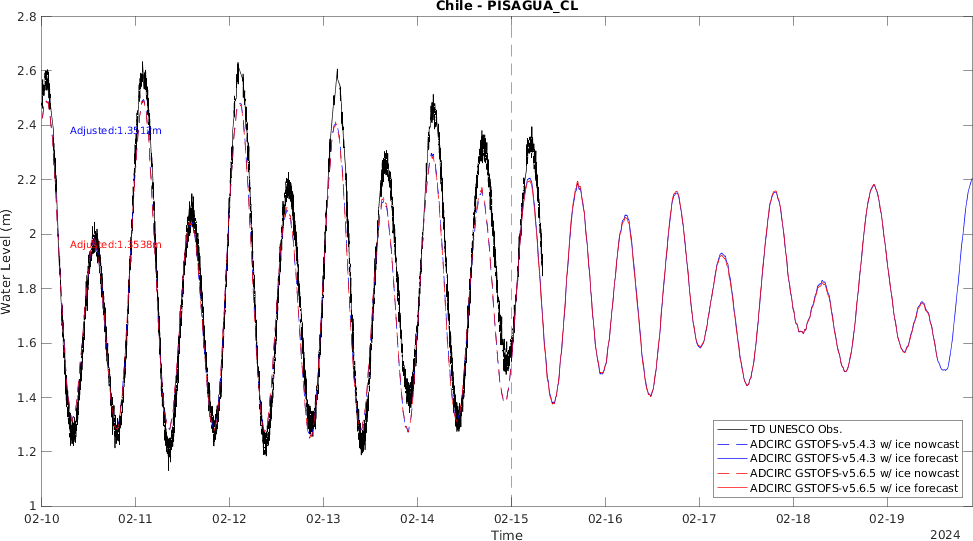 Chile - PISAGUA_CL
2.8
2.6
2.4
2.2
2
1.8
1.6
1.4
1.2
1
Water Level (m)
Adjusted:1.3517m
Adjusted:1.3538m
TD UNESCO Obs.
ADCIRC GSTOFS-v5.4.3 w/ ice nowcast
ADCIRC GSTOFS-v5.4.3 w/ ice forecast
ADCIRC GSTOFS-v5.6.5 w/ ice nowcast
ADCIRC GSTOFS-v5.6.5 w/ ice forecast
02-10 02-11 02-12 02-13 02-14 02-15 02-16 02-17 02-18 02-19
Time
2024